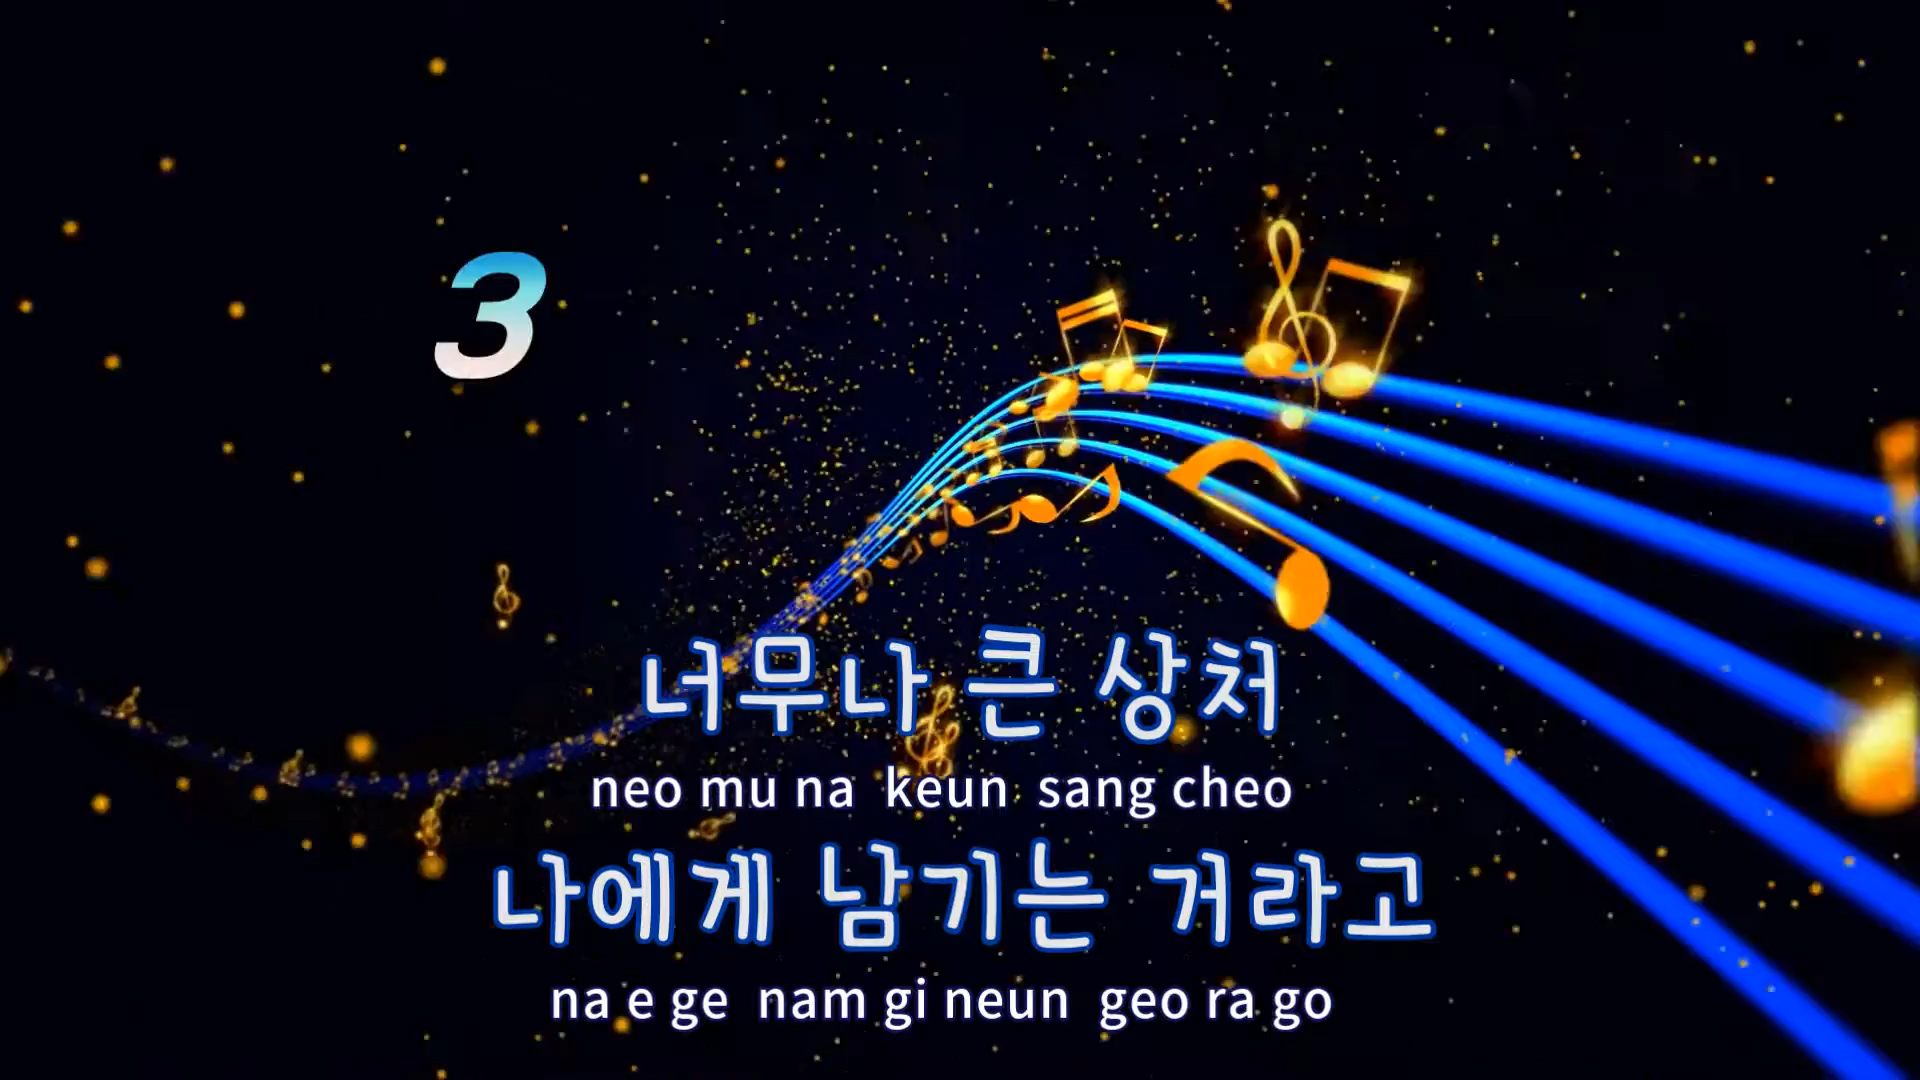 3
너무나 큰 상처
neo mu na keun sang cheo
나에게 남기는 거라고
na e ge nam gi neun geo ra go